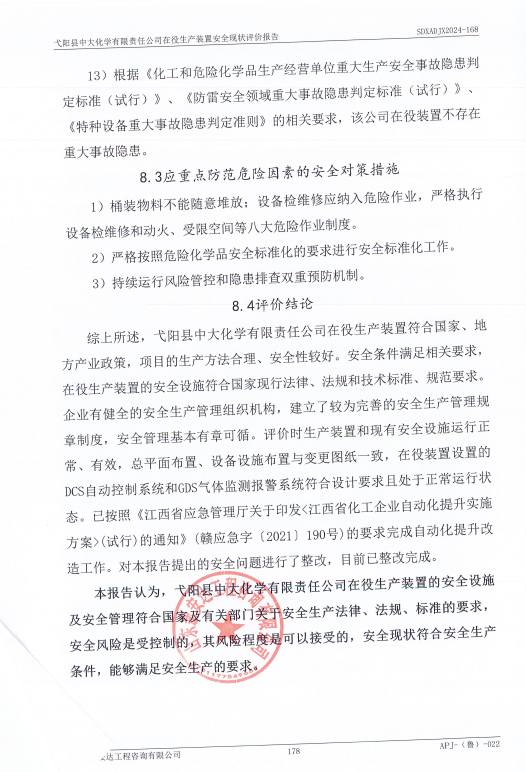 弋阳县中大化学有限责任公司在役生产装置安全现状评价报告
SDXADJX2024-168
13）根据《化工和危险化学品生产经营单位重大生产安全事故隐患判
定标准（试行）》、《防雷安全领域重大事故隐患判定标准（试行）》、
《特种设备重大事故隐患判定准则》的相关要求，该公司在役装置不存在
重大事故隐患。
8.3应重点防范危险因素的安全对策措施
1）桶装物料不能随意堆放；设备检维修应纳入危险作业，严格执行
设备检维修和动火、受限空间等八大危险作业制度。
2）严格按照危险化学品安全标准化的要求进行安全标准化工作。
3）持续运行风险管控和隐患排查双重预防机制。
8.4评价结论
综上所述，弋阳县中大化学有限责任公司在役生产装置符合国家、地
方产业政策，项目的生产方法合理、安全性较好。安全条件满足相关要求，
在役生产装置的安全设施符合国家现行法律、法规和技术标准、规范要求。
企业有健全的安全生产管理组织机构，建立了较为完善的安全生产管理规
章制度，安全管理基本有章可循。评价时生产装置和现有安全设施运行正
常、有效，总平面布置、设备设施布置与变更图纸一致，在役装置设置的
DCS自动控制系统和GDS气体监测报警系统符合设计要求且处于正常运行状
态。已按照《江西省应急管理厅关于印发<江西省化工企业自动化提升实施
方案>(试行)的通知》(赣应急字〔2021〕190号)的要求完成自动化提升改
造工作。对本报告提出的安全问题进行了整改，目前已整改完成。
本报告认为，弋阳县中大化学有限责任公司在役生产装置的安全设施
及安全管理符合国家及有关部门关于安全生产法律、法规、标准的要求，
安全风险是受控制的，其风险程度是可以接受的，安全现状符合安全生产
条件，能够满足安全生产的要求。
达工程咨询有限公司
178
APJ-（鲁）-022